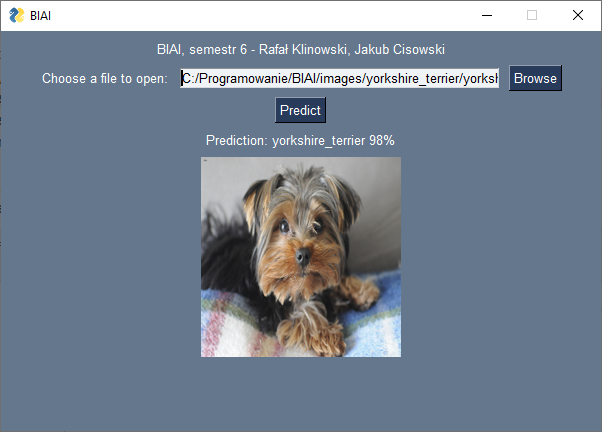 BIAI
BIAI, semestr 6 - Rafał Klinowski, Jakub Cisowski
Choose a file to open: C:/Programowanie/BIAI/images/yorkshire_terrier/yorksh Browse
Predict
Prediction: yorkshire_terrier 98%